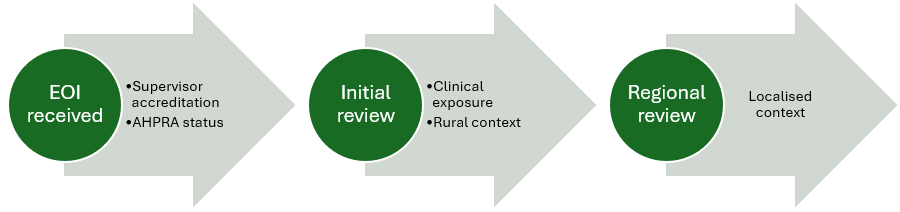 EOI
received
•Supervisor
accreditation
•AHPRA status
Initial
review
•Clinical
exposure
•Rural context
Regional
review
Localised
context